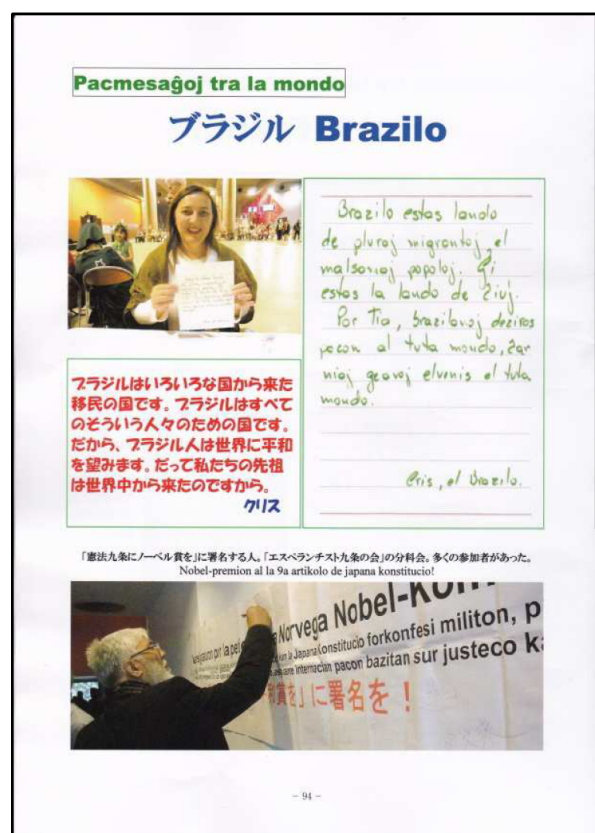 Pacmesaĝoj tra la mondo
ブラジル Brazilo
Brazilo estas lando
de pluraj migrantoj, el
malsamaj popoloj. Ĝi
estas la lando de ĉiuj.
Por tio, brazilanoj deziras
pacon al tuta mondo, ĉar
niaj geavoj elvenis el tuta
mondo.
Cris, el Brazilo.
ブラジルはいろいろな国から来た
移民の国です。ブラジルはすべて
のそういう人々のための国です。
だから、ブラジル人は世界に平和
を望みます。だって私たちの先祖
は世界中から来たのですから。
クリス
「憲法九条にノーベル賞を」に署名する人。「エスペランチスト九条の会」の分科会。多くの参加者があった。
Nobel-premion al la 9a artikolo de japana konstitucio!
por la Norvega Nobel-Kom
la Japana Konstitucio forkonfesi militon, p
internacian pacon bazitan sur justeco ka
賞を」に署名を！
- 94 -